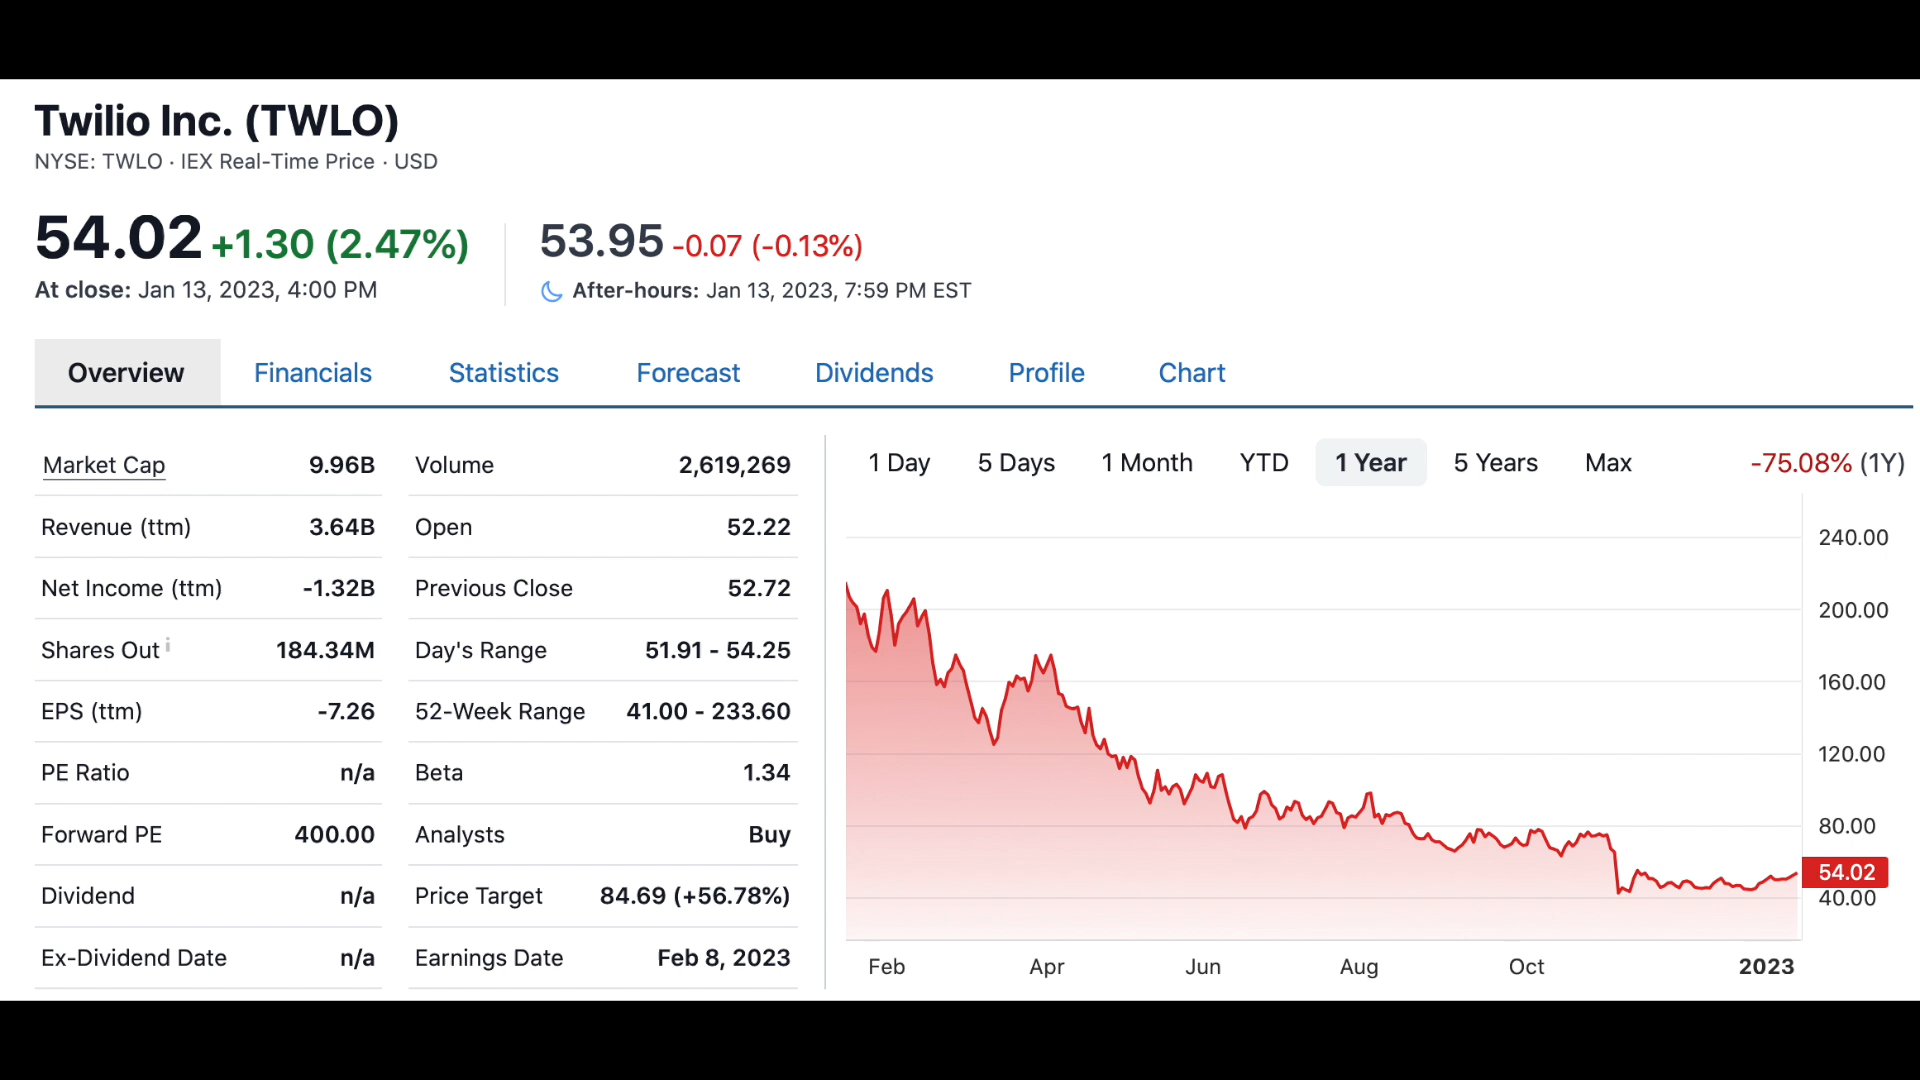 Twilio Inc. (TWLO)
NYSE: TWLO · IEX Real-Time Price · USD
54.02 +1.30 (2.47%)
At close: Jan 13, 2023, 4:00 PM
53.95 -0.07 (-0.13%)
After-hours: Jan 13, 2023, 7:59 PM EST
Overview Financials Statistics Forecast Dividends Profile Chart
Market Cap 9.96B
Revenue (ttm) 3.64B
Net Income (ttm) -1.32B
Shares Out i 184.34M
EPS (ttm) -7.26
PE Ratio n/a
Forward PE 400.00
Dividend n/a
Ex-Dividend Date n/a
Volume 2,619,269
Open 52.22
Previous Close 52.72
Day's Range 51.91 - 54.25
52-Week Range 41.00 - 233.60
Beta 1.34
Analysts Buy
Price Target 84.69 (+56.78%)
Earnings Date Feb 8, 2023
1 Day 5 Days 1 Month YTD 1 Year 5 Years Max -75.08% (1Y)
240.00
200.00
160.00
120.00
80.00
54.02
40.00
Feb Apr Jun Aug Oct 2023